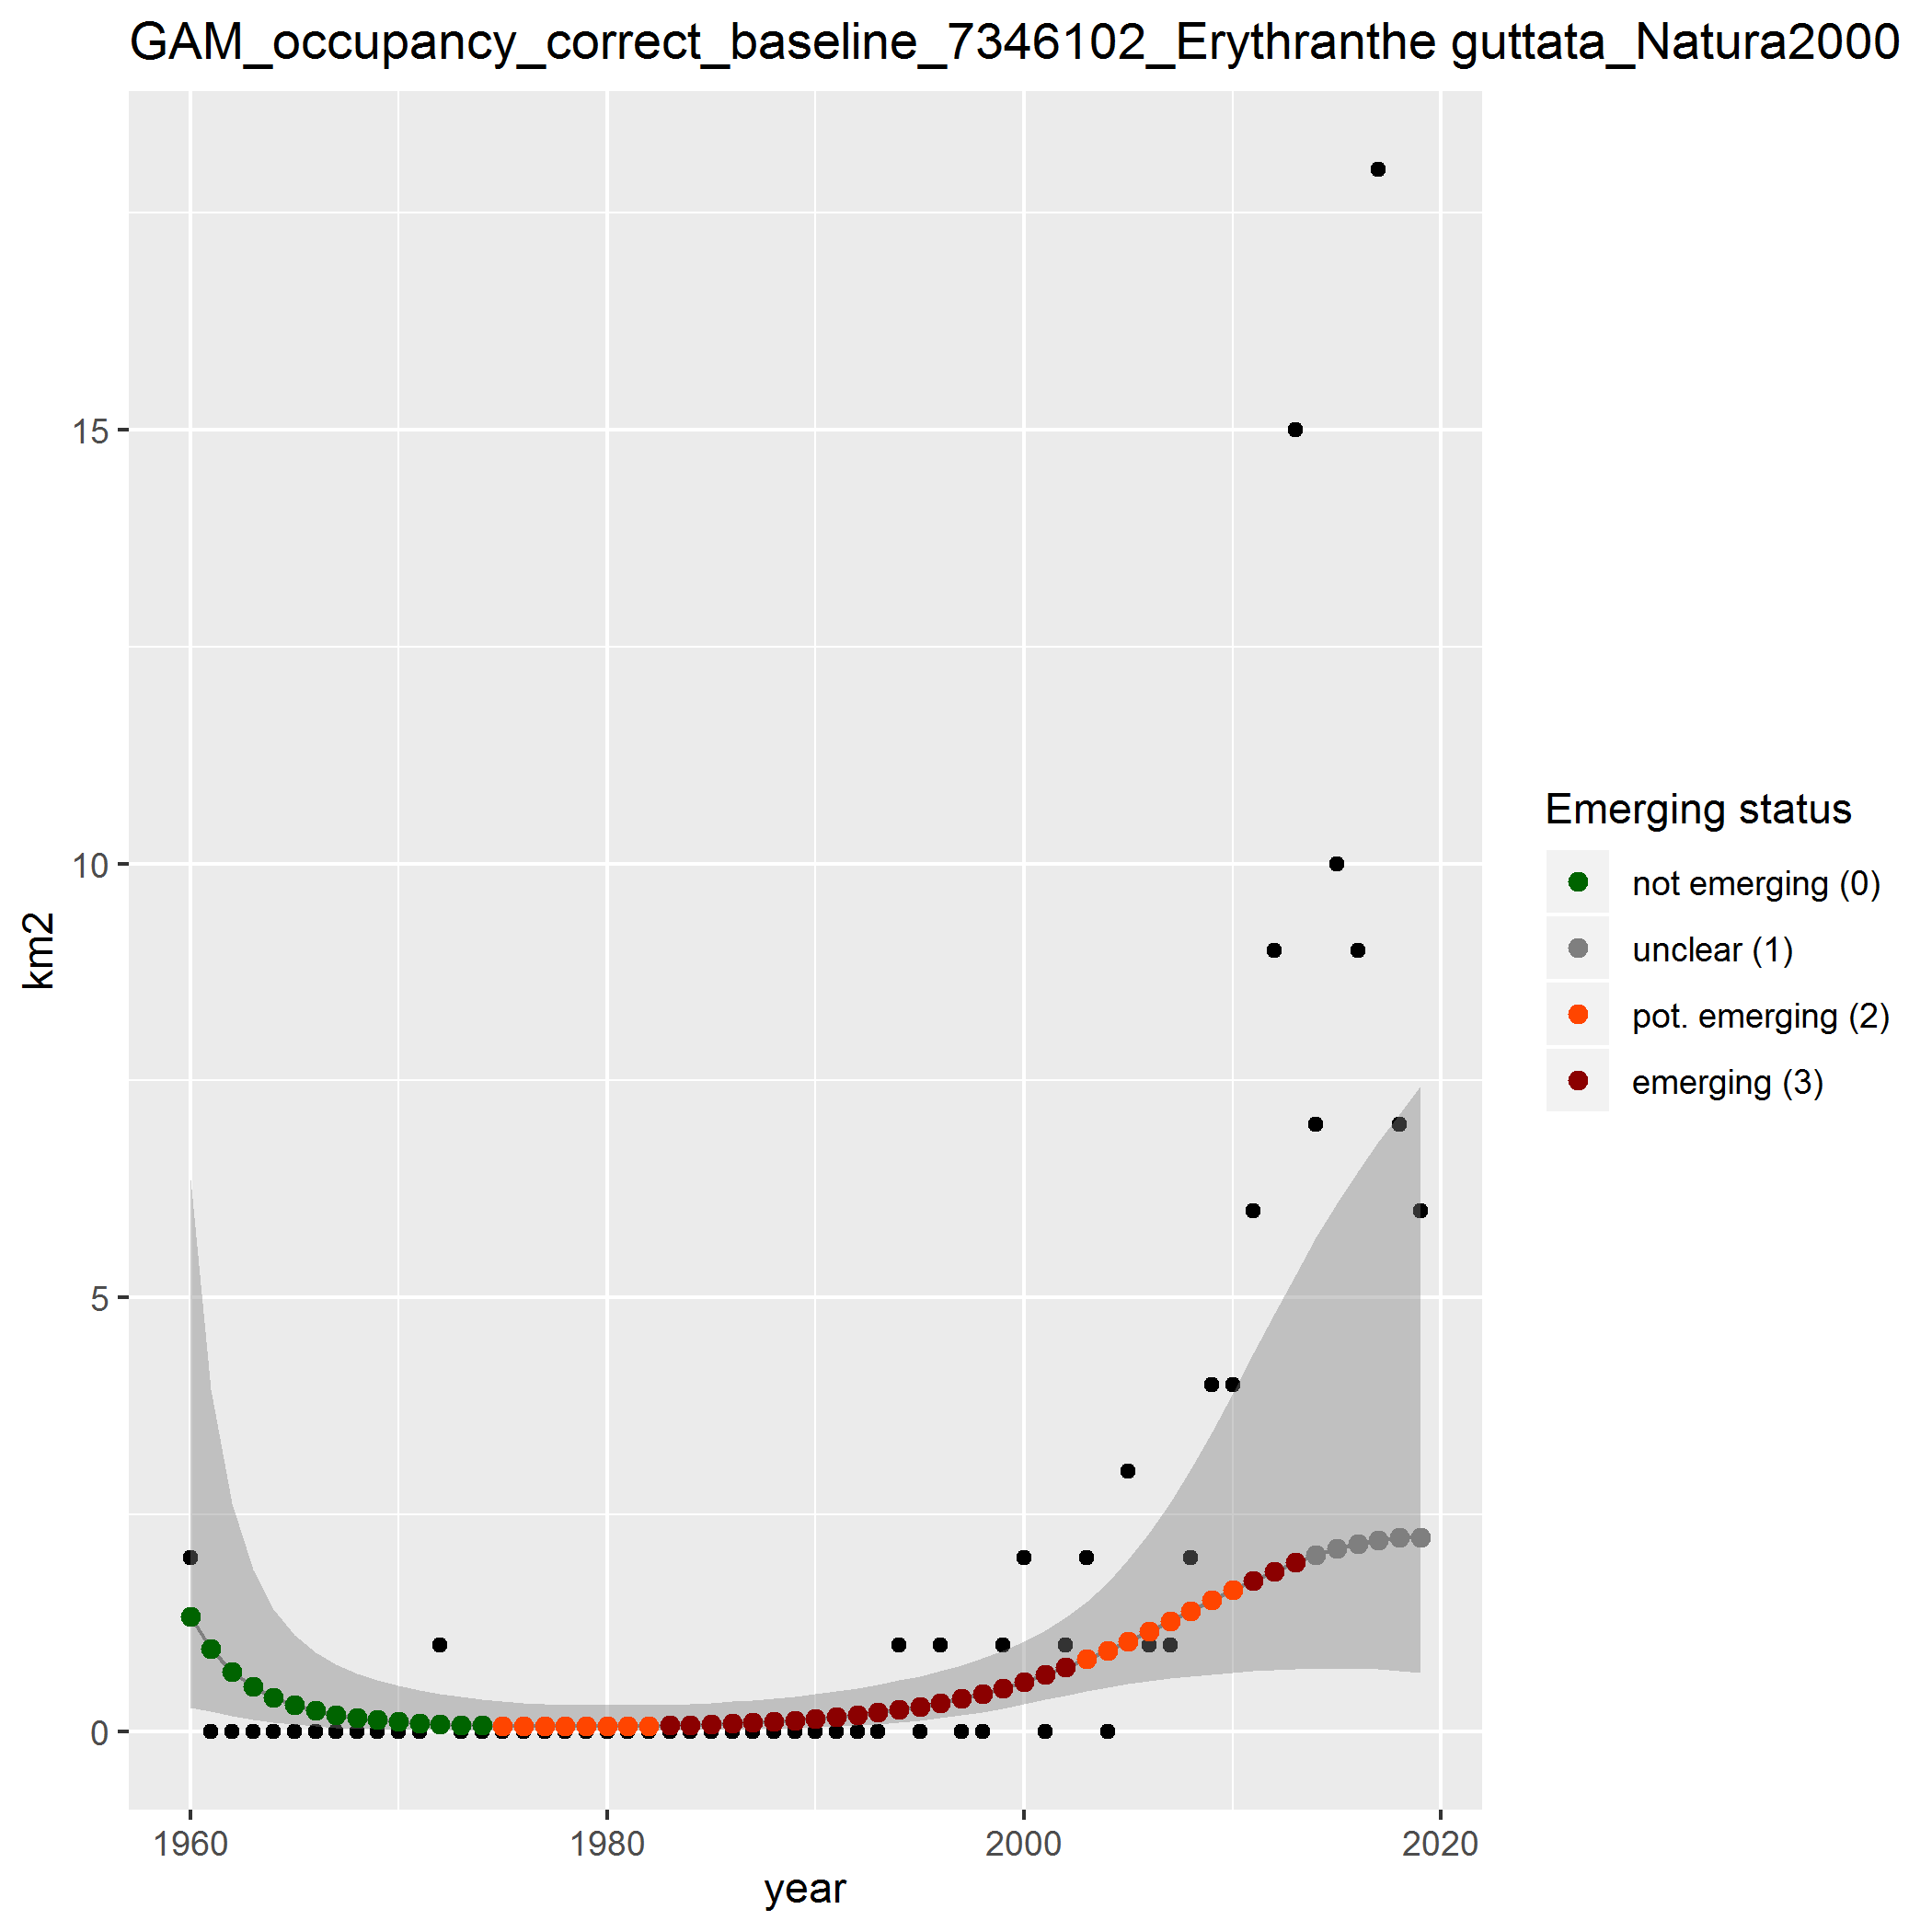 GAM_occupancy_correct_baseline_7346102_Erythranthe guttata_Natura2000
15
10
5
0
km2
1960
1980
2000
2020
year
Emerging status
not emerging (0)
unclear (1)
pot. emerging (2)
emerging (3)